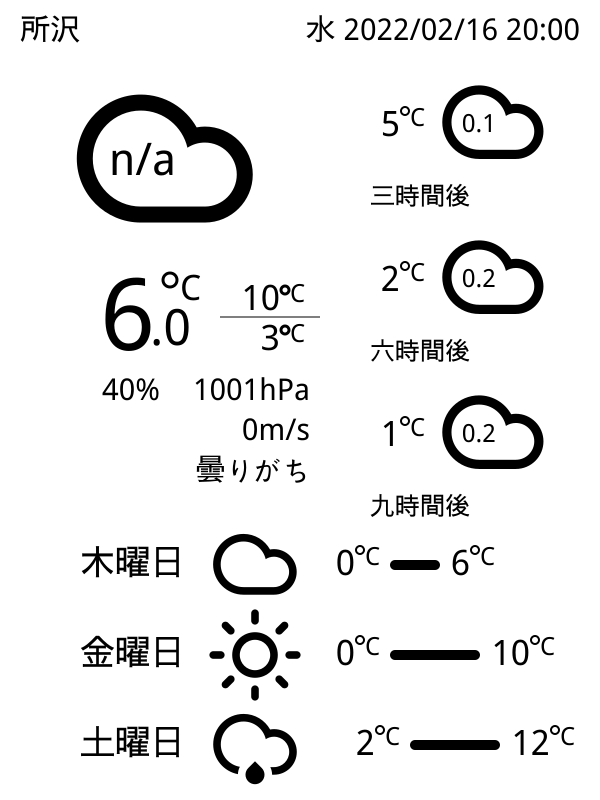 所沢 水 2022/02/16 20:00
n/a
6.0℃
10℃
3℃
40% 1001hPa
0m/s
曇りがち
5℃ 0.1
三時間後
2℃ 0.2
六時間後
1℃ 0.2
九時間後
木曜日 0℃ 6℃
金曜日 0℃ 10℃
土曜日 2℃ 12℃